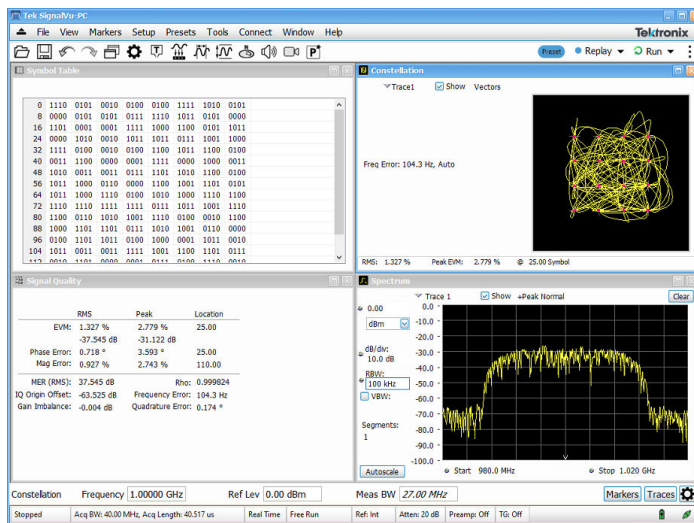 Tek SignalVu-PC
File View Markers Setup Presets Tools Connect Window Help
Tektronix
Preset Replay Run
Symbol Table
0 1110 0101 0010 0100 0100 1111 1010 0101
8 0000 0101 0101 0111 1110 1011 0101 0101
16 1101 0001 0001 1111 1000 1100 0101 1011
24 0000 1010 0010 1011 1011 0111 1001 1000
32 1111 0100 0010 0100 1100 1011 1100 0100
40 0011 1100 0000 0001 1111 0000 1000 0011
48 1010 0011 0011 0111 1101 1010 1100 0100
56 1011 1000 0110 0000 1100 1001 1101 0101
64 1011 1000 1110 0100 1010 1000 1110 1100
72 1110 1110 1111 1111 0111 1011 1001 1110
80 1100 0110 1010 1001 1110 0100 0010 1100
88 1000 1101 1101 0111 1010 1001 0110 0000
96 0100 1101 1011 0100 1000 0001 1011 0010
104 1011 0011 0011 1111 1001 1100 1101 0111
Constellation
Trace1 Show Vectors
Freq Error: 104.3 Hz, Auto
RMS: 1.327 % Peak EVM: 2.779 % @ 25.00 Symbol
Signal Quality
RMS Peak Location
EVM: 1.327 % 2.779 % 25.00
-37.545 dB -31.122 dB
Phase Error: 0.718 ° 3.593 ° 25.00
Mag Error: 0.927 % 2.743 % 110.00
MER (RMS): 37.545 dB Rho: 0.999824
IQ Origin Offset: -63.525 dB Frequency Error: 104.3 Hz
Gain Imbalance: -0.004 dB Quadrature Error: 0.174 °
Spectrum
Trace 1 Show +Peak Normal Clear
0.00
dBm
dB/div:
10.0 dB
RBW:
100 kHz
VBW:
Segments:
1
Autoscale
0.0
-10.0
-20.0
-30.0
-40.0
-50.0
-60.0
-70.0
-80.0
-90.0
-100.0
Start 980.0 MHz Stop 1.020 GHz
Constellation Frequency 1.00000 GHz Ref Lev 0.00 dBm Meas BW 27.00 MHz Markers Traces
Stopped Acq BW: 40.00 MHz, Acq Length: 40.517 us Real Time Free Run Ref: Int Atten: 20 dB Preamp: Off TG: Off